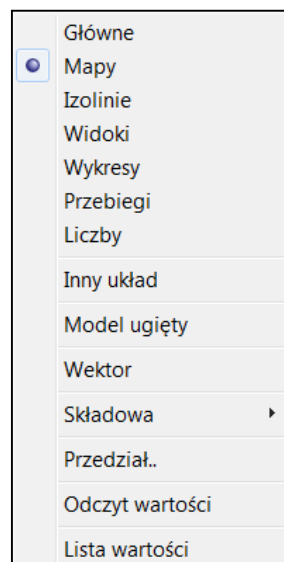 Główne
Mapy
Izolinie
Widoki
Wykresy
Przebiegi
Liczby
Inny układ
Model ugięty
Wektor
Składowa
Przedział..
Odczyt wartości
Lista wartości